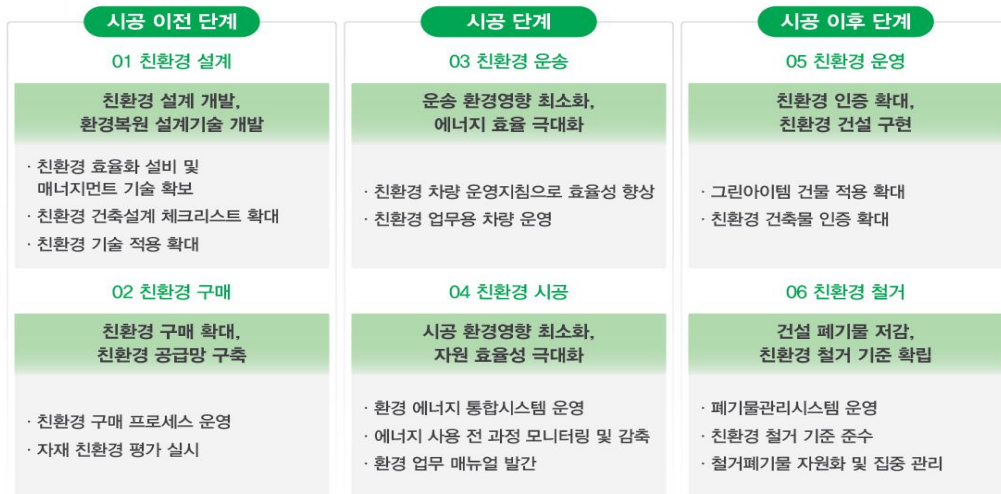 시공 이전 단계
01 친환경 설계
친환경 설계 개발,
환경복원 설계기술 개발
· 친환경 효율화 설비 및
매너지먼트 기술 확보
· 친환경 건축설계 체크리스트 확대
· 친환경 기술 적용 확대
02 친환경 구매
친환경 구매 확대,
친환경 공급망 구축
· 친환경 구매 프로세스 운영
· 자재 친환경 평가 실시
시공 단계
03 친환경 운송
운송 환경영향 최소화,
에너지 효율 극대화
· 친환경 차량 운영지침으로 효율성 향상
· 친환경 업무용 차량 운영
04 친환경 시공
시공 환경영향 최소화,
자원 효율성 극대화
· 환경 에너지 통합시스템 운영
· 에너지 사용 전 과정 모니터링 및 감축
· 환경 업무 매뉴얼 발간
시공 이후 단계
05 친환경 운영
친환경 인증 확대,
친환경 건설 구현
· 그린아이템 건물 적용 확대
· 친환경 건축물 인증 확대
06 친환경 철거
건설 폐기물 저감,
친환경 철거 기준 확립
· 폐기물관리시스템 운영
· 친환경 철거 기준 준수
· 철거폐기물 자원화 및 집중 관리